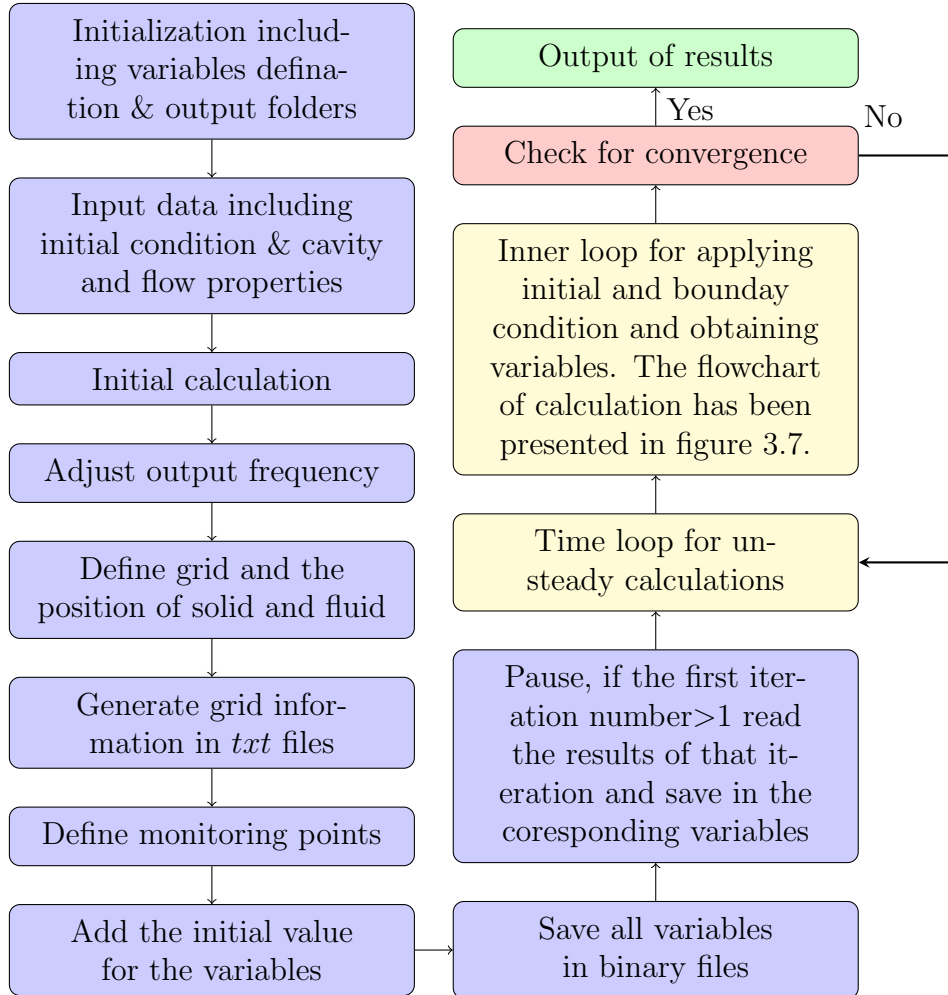 Initialization includ-
ing variables defina-
tion & output folders
Input data including
initial condition & cavity
and flow properties
Initial calculation
Adjust output frequency
Define grid and the
position of solid and fluid
Generate grid infor-
mation in txt files
Define monitoring points
Add the initial value
for the variables
Output of results
Yes
No
Check for convergence
Inner loop for applying
initial and bounday
condition and obtaining
variables. The flowchart
of calculation has been
presented in figure 3.7.
Time loop for un-
steady calculations
Pause, if the first iter-
ation number>1 read
the results of that it-
eration and save in the
coresponding variables
Save all variables
in binary files